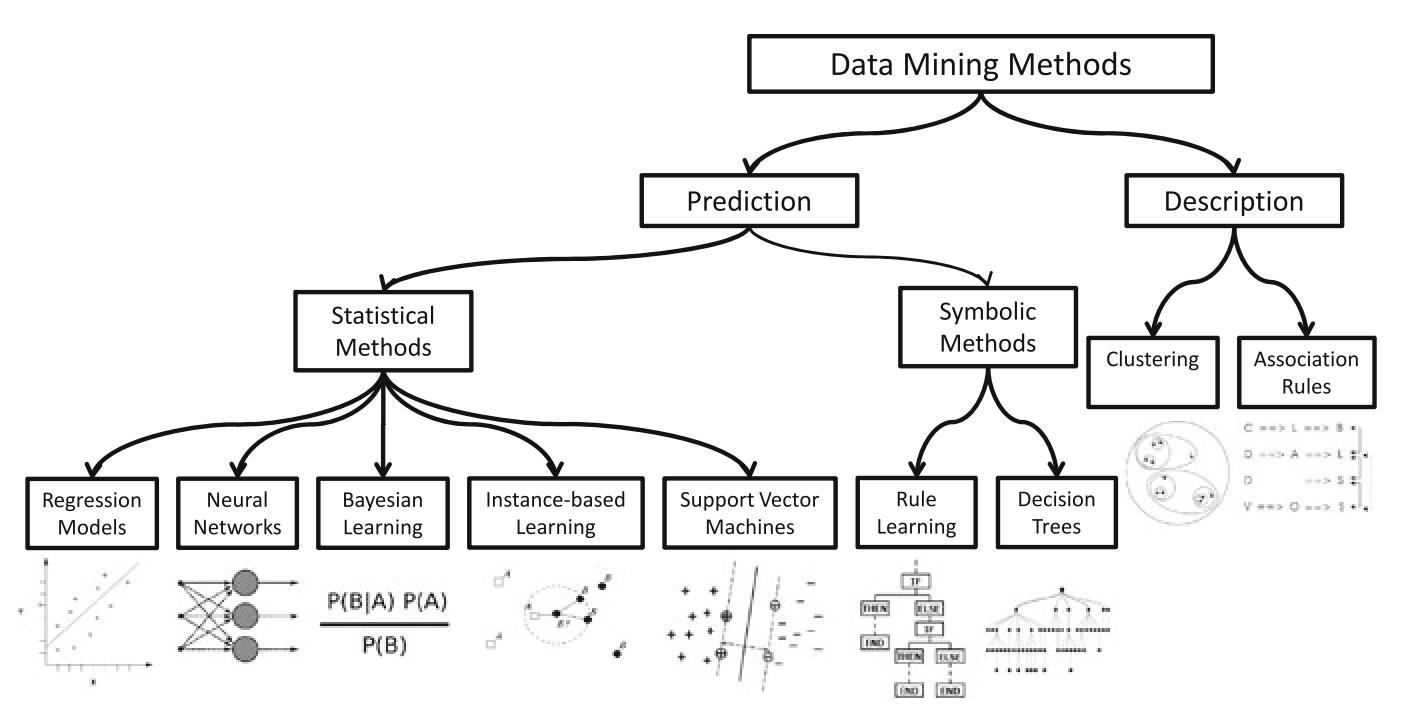 Data Mining Methods
Prediction
Description
Statistical
Methods
Symbolic
Methods
Clustering
Association
Rules
Regression
Models
Neural
Networks
Bayesian
Learning
Instance-based
Learning
Support Vector
Machines
Rule
Learning
Decision
Trees
C ==> L ==> B
D ==> A ==> L
D ==> S
V ==> O ==> S
P(B|A) P(A)
P(B)
A
A
B
B
B
B
X
IF
THEN
ELSE
END
IF
THEN
ELSE
END
END